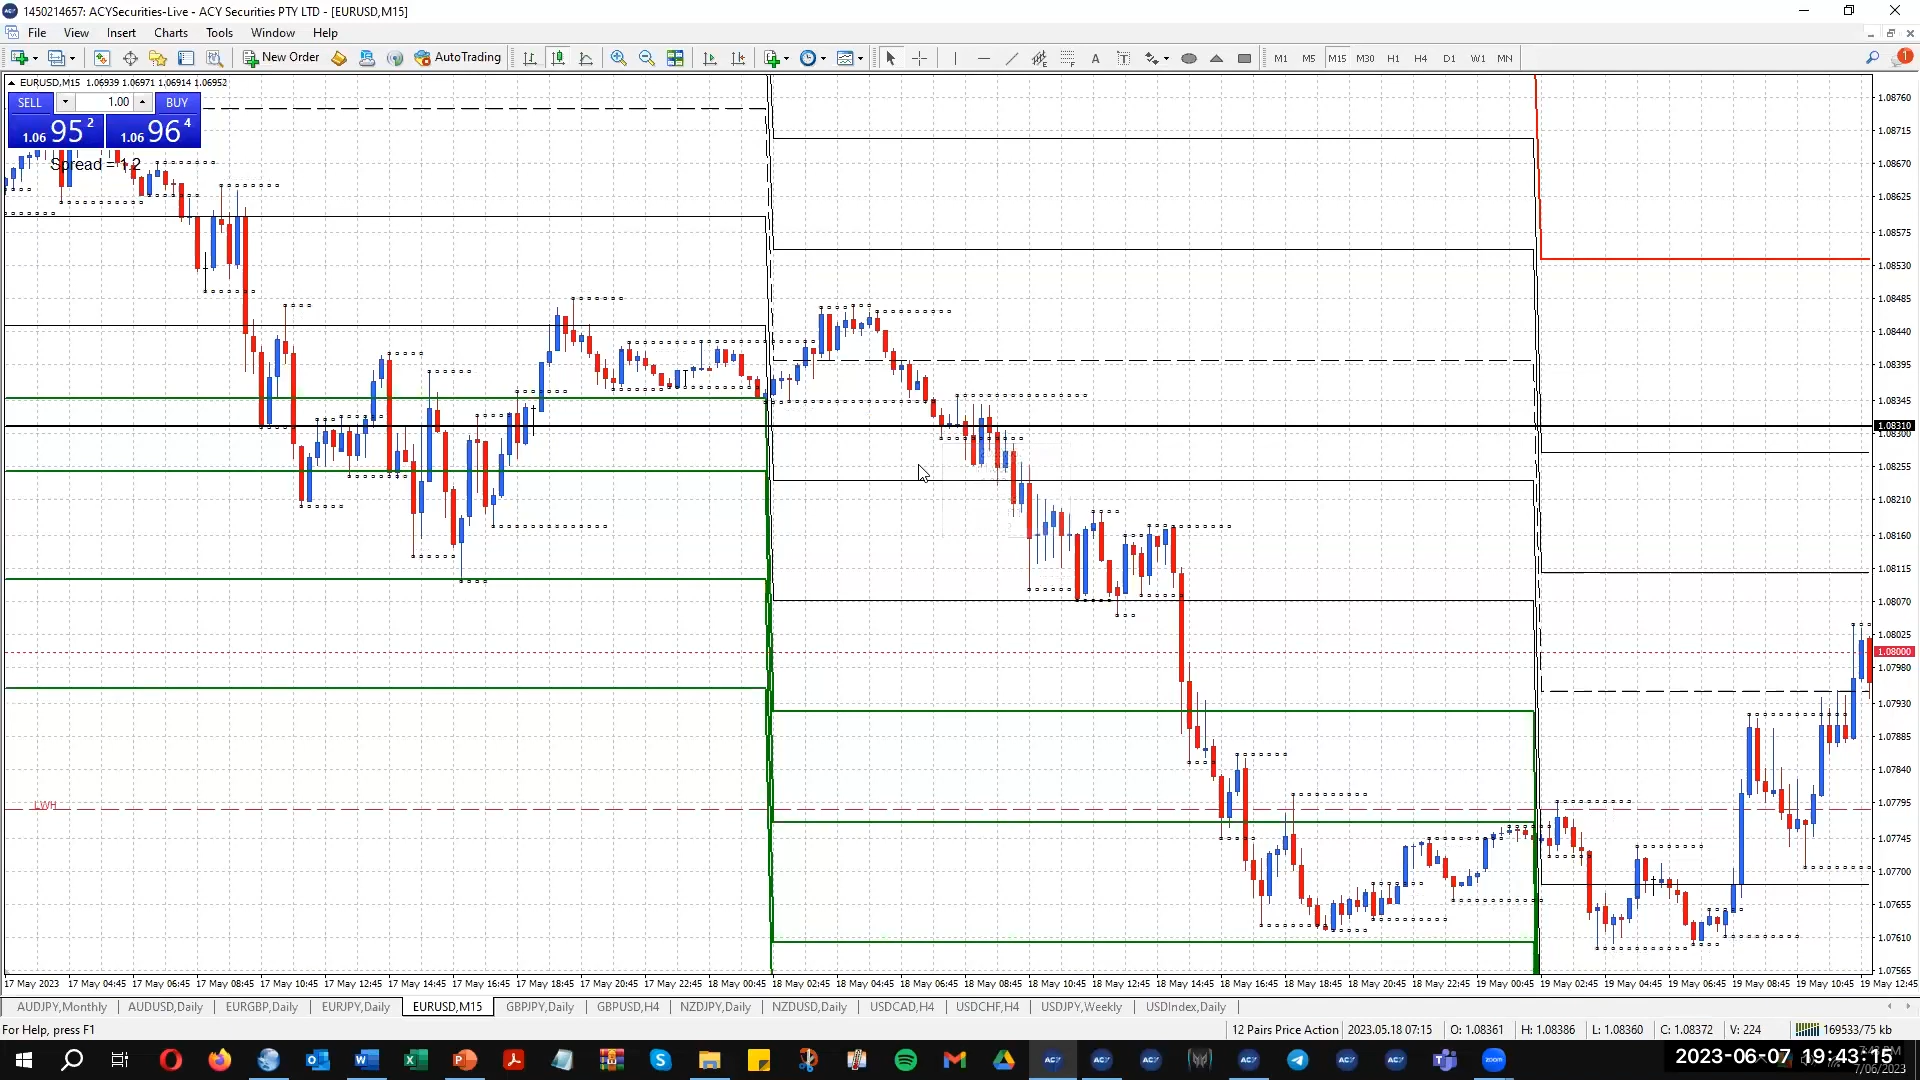 1450214657: ACYSecurities-Live - ACY Securities PTY LTD - [EURUSD,M15]
File View Insert Charts Tools Window Help
New Order AutoTrading M1 M5 M15 M30 H1 H4 D1 W1 MN 1
EURUSD,M15 1.06939 1.06971 1.06914 1.06952
SELL 1.00 BUY
1.06 95 2 1.06 96 4
Spread = 1.2
LWH
1.08760
1.08715
1.08670
1.08625
1.08575
1.08530
1.08485
1.08440
1.08395
1.08345
1.08310
1.08300
1.08255
1.08210
1.08160
1.08115
1.08070
1.08025
1.08000
1.07980
1.07930
1.07885
1.07840
1.07795
1.07745
1.07700
1.07655
1.07610
1.07565
17 May 2023 17 May 04:45 17 May 06:45 17 May 08:45 17 May 10:45 17 May 12:45 17 May 14:45 17 May 16:45 17 May 18:45 17 May 20:45 17 May 22:45 18 May 00:45 18 May 02:45 18 May 04:45 18 May 06:45 18 May 08:45 18 May 10:45 18 May 12:45 18 May 14:45 18 May 16:45 18 May 18:45 18 May 20:45 18 May 22:45 19 May 00:45 19 May 02:45 19 May 04:45 19 May 06:45 19 May 08:45 19 May 10:45 19 May 12:45
AUDJPY,Monthly AUDUSD,Daily EURGBP,Daily EURJPY,Daily EURUSD,M15 GBPJPY,Daily GBPUSD,H4 NZDJPY,Daily NZDUSD,Daily USDCAD,H4 USDCHF,H4 USDJPY,Weekly USDIndex,Daily
For Help, press F1 12 Pairs Price Action 2023.05.18 07:15 O: 1.08361 H: 1.08386 L: 1.08360 C: 1.08372 V: 224 169533/75 kb
2023-06-07 19:43:15
7/06/2023